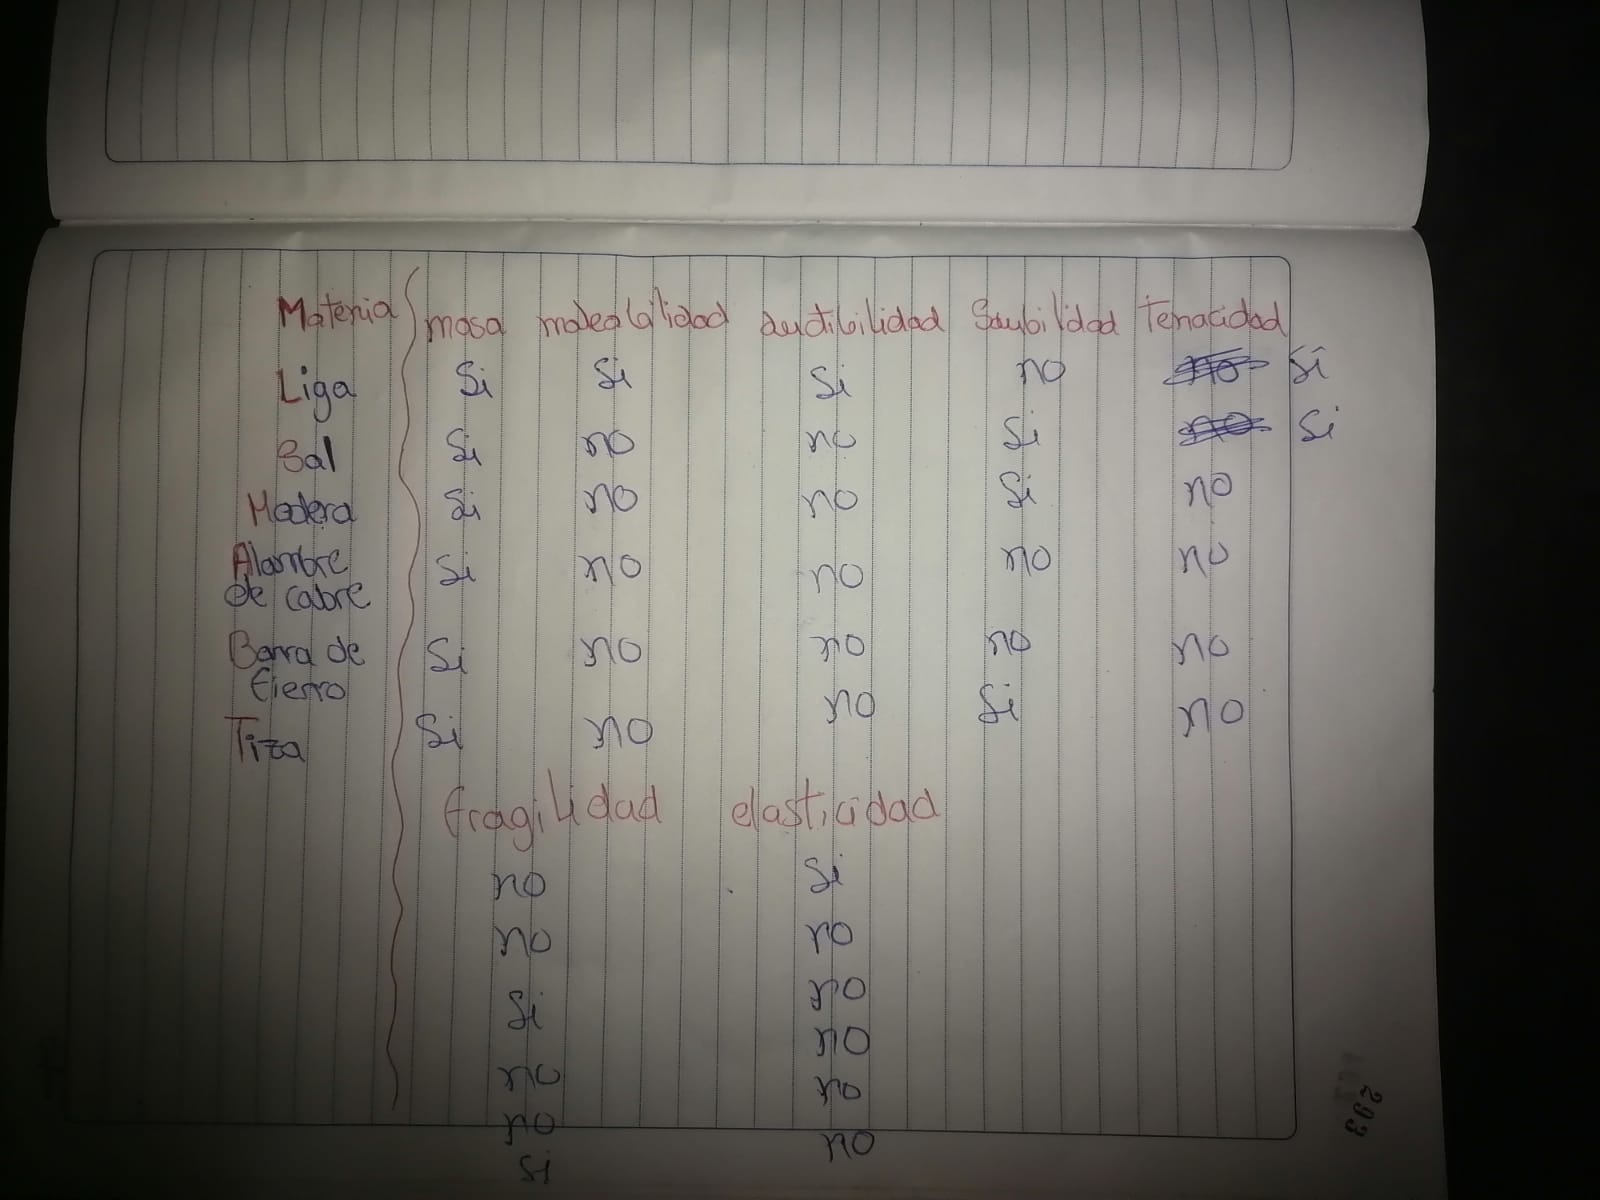 Materia masa maleabilidad ductibilidad Saubilidad Tenacidad
Liga Si Si Si no no Si
Sal Si no no Si no Si
Madera Si no no Si no
Alambre de cobre Si no no no no
Barra de fierro Si no no no no
Tiza Si no no Si no
fragilidad elasticidad
no Si
no no
Si no
no no
no no
Si no
293